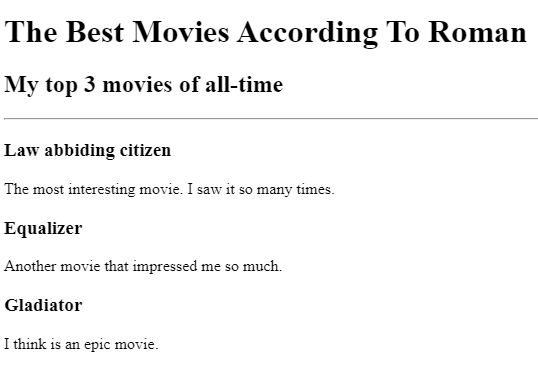 The Best Movies According To Roman
My top 3 movies of all-time
Law abbiding citizen
The most interesting movie. I saw it so many times.
Equalizer
Another movie that impressed me so much.
Gladiator
I think is an epic movie.